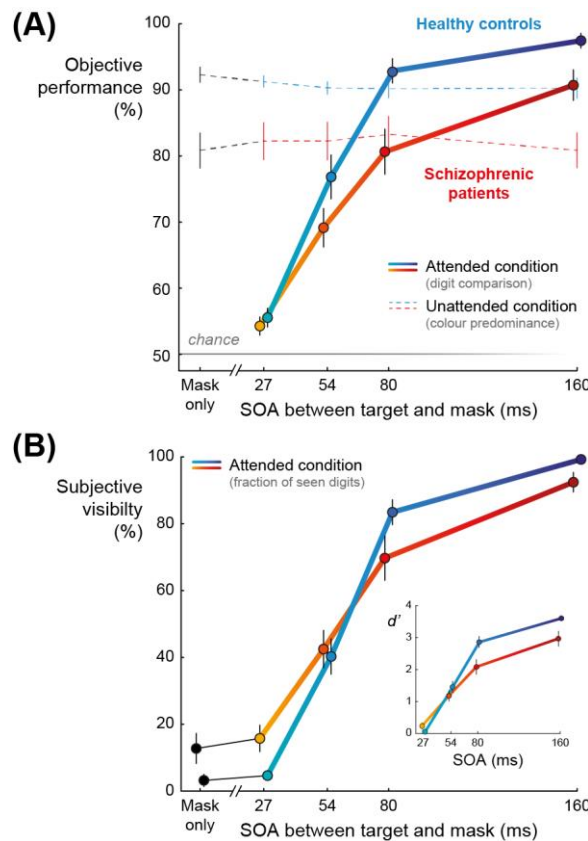 (A)
Objective
performance
(%)
100
90
80
70
60
50
Healthy controls
Schizophrenic
patients
Attended condition
(digit comparison)
Unattended condition
(colour predominance)
chance
Mask
only
27
54
80
160
SOA between target and mask (ms)
(B)
Subjective
visibilty
(%)
100
80
60
40
20
0
Attended condition
(fraction of seen digits)
d'
4
3
2
1
0
27
54
80
160
SOA (ms)
Mask
only
27
54
80
160
SOA between target and mask (ms)